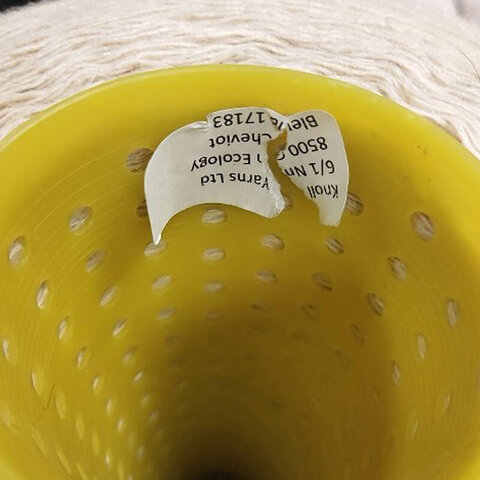 Knoll Yarns Ltd
6/1 Ecology
8500 Cheviot
17183